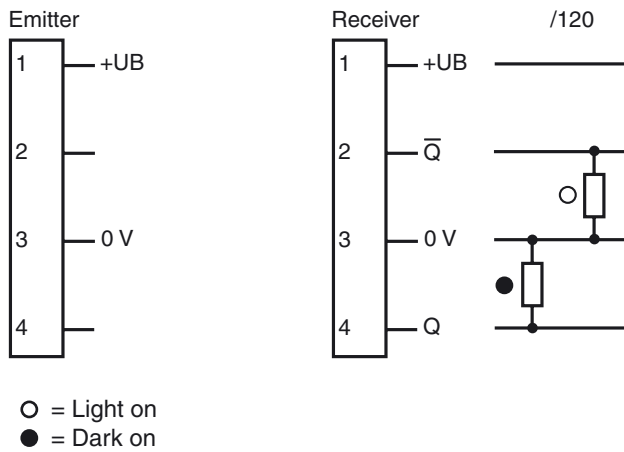 Emitter
1 +UB
2
3 0 V
4
Receiver /120
1 +UB
2 Q̅
3 0 V
4 Q
○ = Light on
● = Dark on